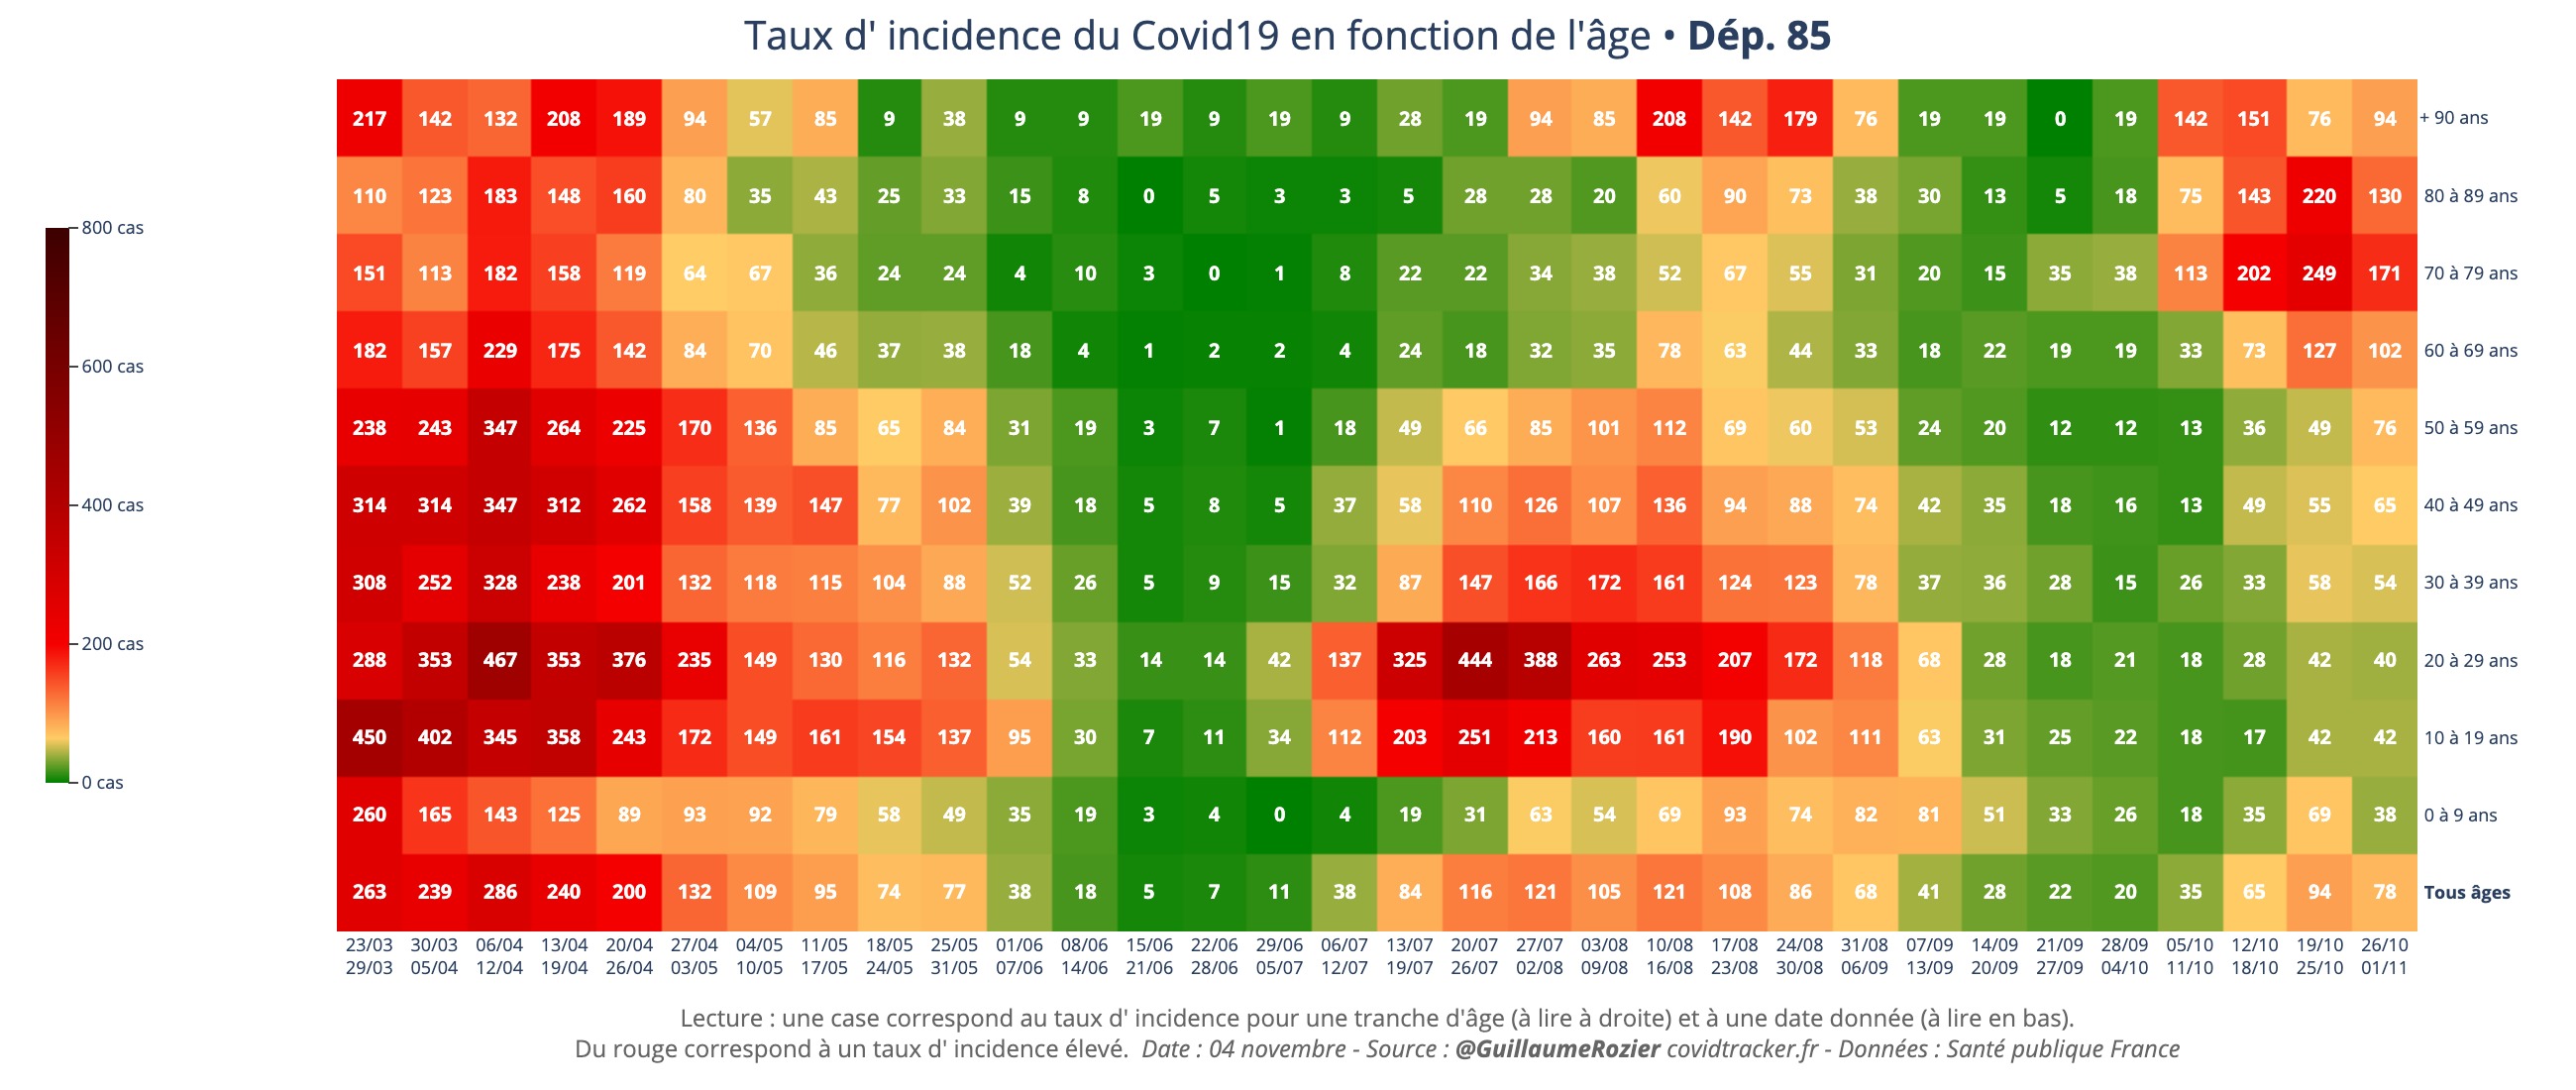 Taux d' incidence du Covid19 en fonction de l'âge • Dép. 85
800 cas
600 cas
400 cas
200 cas
0 cas
217 142 132 208 189 94 57 85 9 38 9 9 19 9 19 9 28 19 94 85 208 142 179 76 19 19 0 19 142 151 76 94 + 90 ans
110 123 183 148 160 80 35 43 25 33 15 8 0 5 3 3 5 28 28 20 60 90 73 38 30 13 5 18 75 143 220 130 80 à 89 ans
151 113 182 158 119 64 67 36 24 24 4 10 3 0 1 8 22 22 34 38 52 67 55 31 20 15 35 38 113 202 249 171 70 à 79 ans
182 157 229 175 142 84 70 46 37 38 18 4 1 2 2 4 24 18 32 35 78 63 44 33 18 22 19 19 33 73 127 102 60 à 69 ans
238 243 347 264 225 170 136 85 65 84 31 19 3 7 1 18 49 66 85 101 112 69 60 53 24 20 12 12 13 36 49 76 50 à 59 ans
314 314 347 312 262 158 139 147 77 102 39 18 5 8 5 37 58 110 126 107 136 94 88 74 42 35 18 16 13 49 55 65 40 à 49 ans
308 252 328 238 201 132 118 115 104 88 52 26 5 9 15 32 87 147 166 172 161 124 123 78 37 36 28 15 26 33 58 54 30 à 39 ans
288 353 467 353 376 235 149 130 116 132 54 33 14 14 42 137 325 444 388 263 253 207 172 118 68 28 18 21 18 28 42 40 20 à 29 ans
450 402 345 358 243 172 149 161 154 137 95 30 7 11 34 112 203 251 213 160 161 190 102 111 63 31 25 22 18 17 42 42 10 à 19 ans
260 165 143 125 89 93 92 79 58 49 35 19 3 4 0 4 19 31 63 54 69 93 74 82 81 51 33 26 18 35 69 38 0 à 9 ans
263 239 286 240 200 132 109 95 74 77 38 18 5 7 11 38 84 116 121 105 121 108 86 68 41 28 22 20 35 65 94 78 Tous âges
23/03 30/03 06/04 13/04 20/04 27/04 04/05 11/05 18/05 25/05 01/06 08/06 15/06 22/06 29/06 06/07 13/07 20/07 27/07 03/08 10/08 17/08 24/08 31/08 07/09 14/09 21/09 28/09 05/10 12/10 19/10 26/10
29/03 05/04 12/04 19/04 26/04 03/05 10/05 17/05 24/05 31/05 07/06 14/06 21/06 28/06 05/07 12/07 19/07 26/07 02/08 09/08 16/08 23/08 30/08 06/09 13/09 20/09 27/09 04/10 11/10 18/10 25/10 01/11
Lecture : une case correspond au taux d' incidence pour une tranche d'âge (à lire à droite) et à une date donnée (à lire en bas).
Du rouge correspond à un taux d' incidence élevé. Date : 04 novembre - Source : @GuillaumeRozier covidtracker.fr - Données : Santé publique France